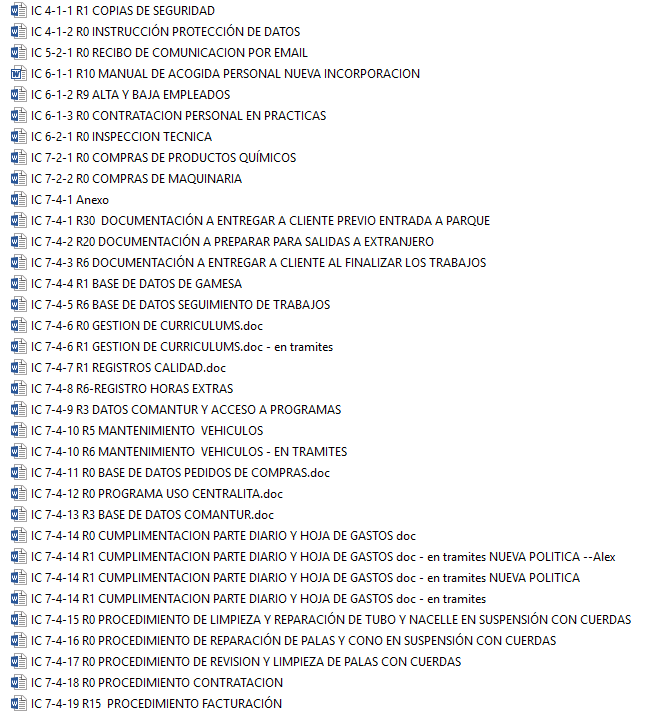 IC 4-1-1 R1 COPIAS DE SEGURIDAD
IC 4-1-2 R0 INSTRUCCIÓN PROTECCIÓN DE DATOS
IC 5-2-1 R0 RECIBO DE COMUNICACION POR EMAIL
IC 6-1-1 R10 MANUAL DE ACOGIDA PERSONAL NUEVA INCORPORACION
IC 6-1-2 R9 ALTA Y BAJA EMPLEADOS
IC 6-1-3 R0 CONTRATACION PERSONAL EN PRACTICAS
IC 6-2-1 R0 INSPECCION TECNICA
IC 7-2-1 R0 COMPRAS DE PRODUCTOS QUÍMICOS
IC 7-2-2 R0 COMPRAS DE MAQUINARIA
IC 7-4-1 Anexo
IC 7-4-1 R30  DOCUMENTACIÓN A ENTREGAR A CLIENTE PREVIO ENTRADA A PARQUE
IC 7-4-2 R20 DOCUMENTACIÓN A PREPARAR PARA SALIDAS A EXTRANJERO
IC 7-4-3 R6 DOCUMENTACIÓN A ENTREGAR A CLIENTE AL FINALIZAR LOS TRABAJOS
IC 7-4-4 R1 BASE DE DATOS DE GAMESA
IC 7-4-5 R6 BASE DE DATOS SEGUIMIENTO DE TRABAJOS
IC 7-4-6 R0 GESTION DE CURRICULUMS.doc
IC 7-4-6 R1 GESTION DE CURRICULUMS.doc - en tramites
IC 7-4-7 R1 REGISTROS CALIDAD.doc
IC 7-4-8 R6-REGISTRO HORAS EXTRAS
IC 7-4-9 R3 DATOS COMANTUR Y ACCESO A PROGRAMAS
IC 7-4-10 R5 MANTENIMIENTO  VEHICULOS
IC 7-4-10 R6 MANTENIMIENTO  VEHICULOS - EN TRAMITES
IC 7-4-11 R0 BASE DE DATOS PEDIDOS DE COMPRAS.doc
IC 7-4-12 R0 PROGRAMA USO CENTRALITA.doc
IC 7-4-13 R3 BASE DE DATOS COMANTUR.doc
IC 7-4-14 R0 CUMPLIMENTACION PARTE DIARIO Y HOJA DE GASTOS doc
IC 7-4-14 R1 CUMPLIMENTACION PARTE DIARIO Y HOJA DE GASTOS doc - en tramites NUEVA POLITICA --Alex
IC 7-4-14 R1 CUMPLIMENTACION PARTE DIARIO Y HOJA DE GASTOS doc - en tramites NUEVA POLITICA
IC 7-4-14 R1 CUMPLIMENTACION PARTE DIARIO Y HOJA DE GASTOS doc - en tramites
IC 7-4-15 R0 PROCEDIMIENTO DE LIMPIEZA Y REPARACIÓN DE TUBO Y NACELLE EN SUSPENSIÓN CON CUERDAS
IC 7-4-16 R0 PROCEDIMIENTO DE REPARACIÓN DE PALAS Y CONO EN SUSPENSIÓN CON CUERDAS
IC 7-4-17 R0 PROCEDIMIENTO DE REVISION Y LIMPIEZA DE PALAS CON CUERDAS
IC 7-4-18 R0 PROCEDIMIENTO CONTRATACION
IC 7-4-19 R15  PROCEDIMIENTO FACTURACIÓN